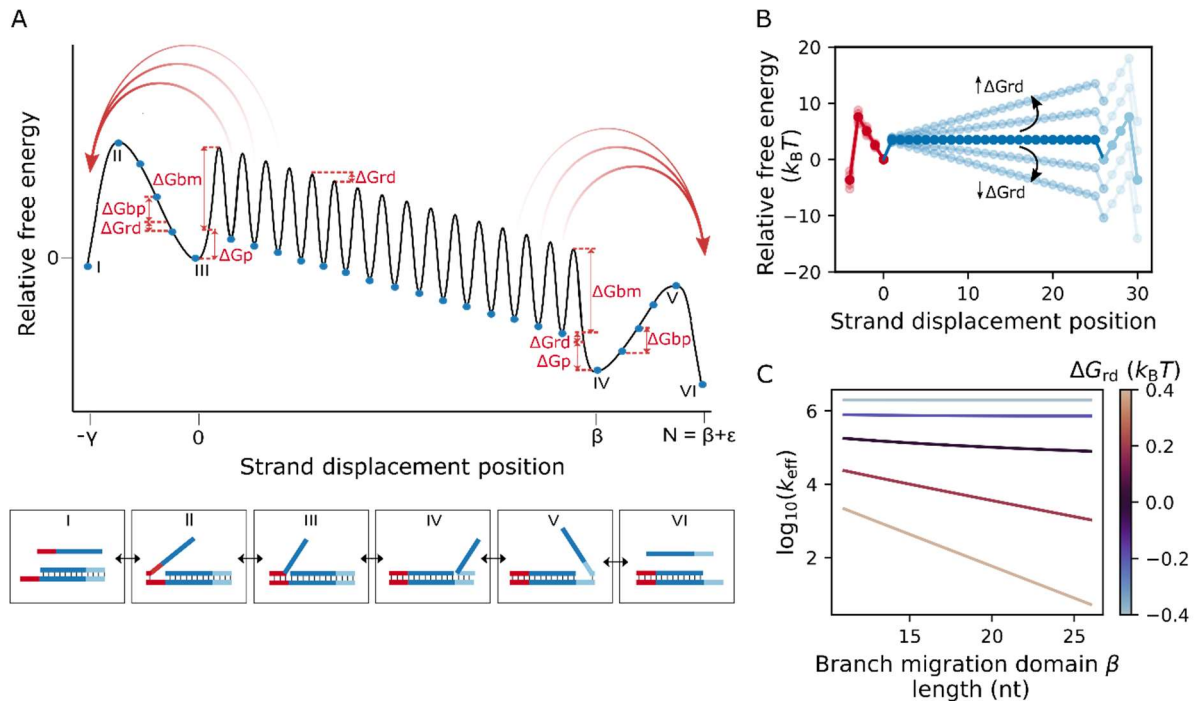 A
Relative free energy
0
I
II
III
IV
V
VI
ΔGbp
ΔGrd
ΔGbm
ΔGp
ΔGrd
ΔGbm
ΔGrd
ΔGp
ΔGbp
-γ
0
β
N = β+ε
Strand displacement position
I
II
III
IV
V
VI
B
Relative free energy
(kBT)
20
10
0
−10
−20
↑ΔGrd
↓ΔGrd
0
10
20
30
Strand displacement position
C
ΔGrd (kBT)
log10(keff)
6
4
2
15
20
25
Branch migration domain β
length (nt)
0.4
0.2
0.0
−0.2
−0.4